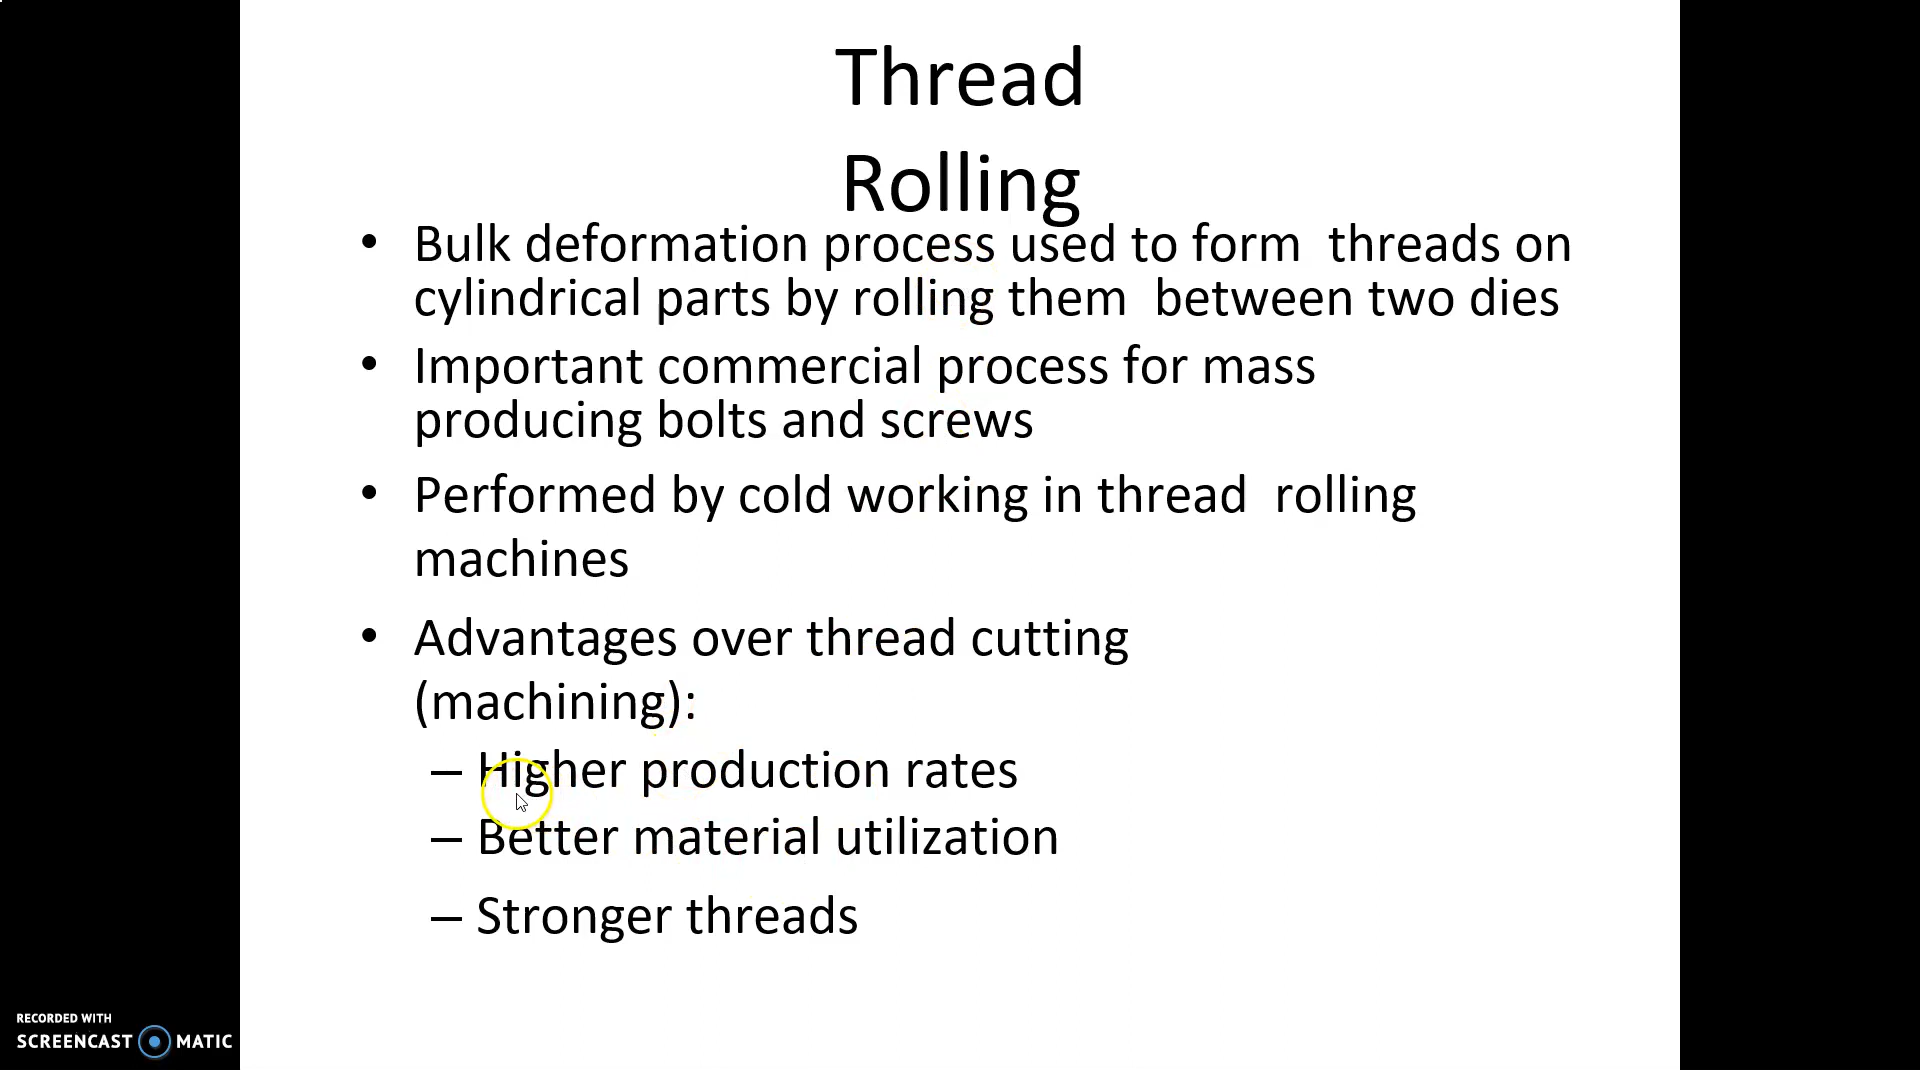 Thread
Rolling
• Bulk deformation process used to form threads on
cylindrical parts by rolling them between two dies
• Important commercial process for mass
producing bolts and screws
• Performed by cold working in thread rolling
machines
• Advantages over thread cutting
(machining):
– Higher production rates
– Better material utilization
– Stronger threads
RECORDED WITH
SCREENCAST MATIC